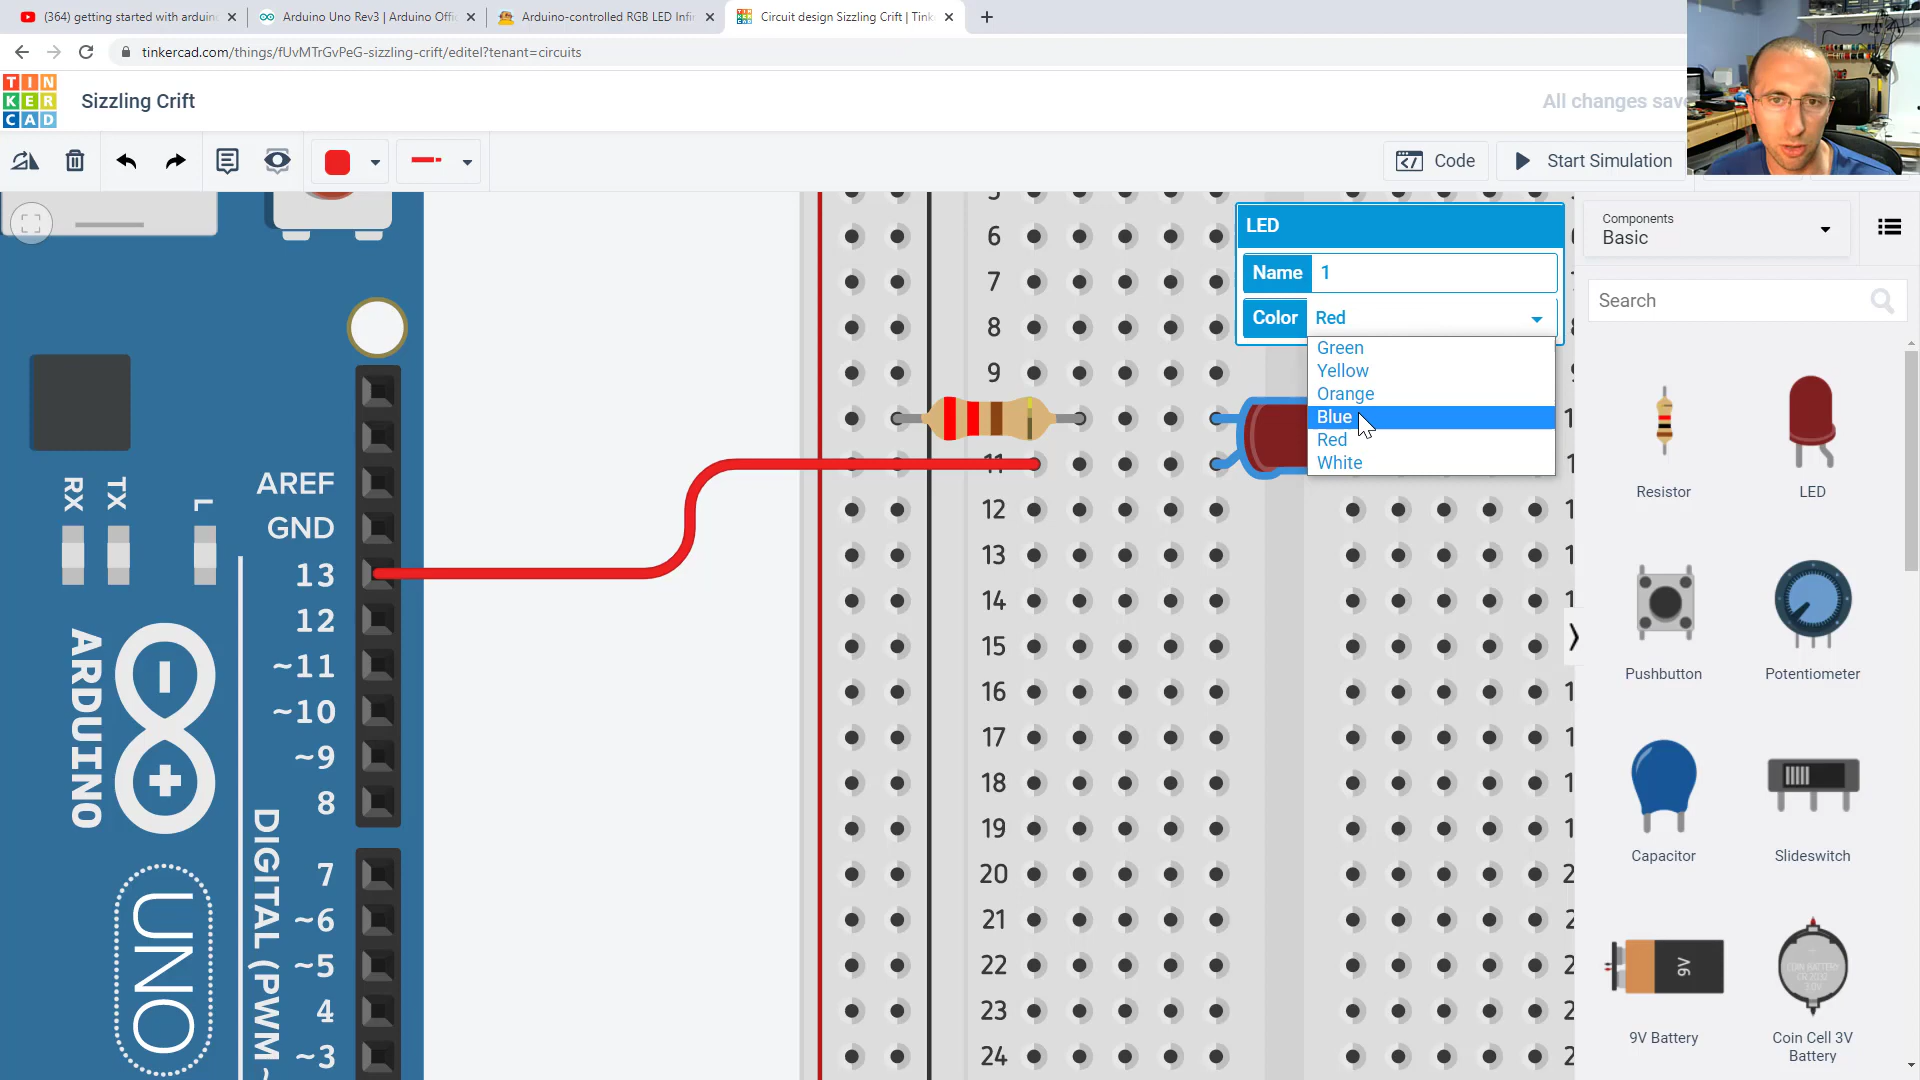 (364) getting started with arduin
Arduino Uno Rev3 | Arduino Offic
Arduino-controlled RGB LED Infin
Circuit design Sizzling Crift | Tink
tinkercad.com/things/fUvMTrGvPeG-sizzling-crift/editel?tenant=circuits
TIN
KER
CAD
Sizzling Crift
All changes save
Code
Start Simulation
LED
Name 1
Color Red
Green
Yellow
Orange
Blue
Red
White
Components
Basic
Search
Resistor
LED
Pushbutton
Potentiometer
Capacitor
Slideswitch
9V
9V Battery
Coin Cell 3V
Battery
RX
TX
L
AREF
GND
13
12
~11
~10
~9
8
7
~6
~5
4
~3
ARDUINO
UNO
DIGITAL (PWM ~
6
7
8
9
11
12
13
14
15
16
17
18
19
20
21
22
23
24